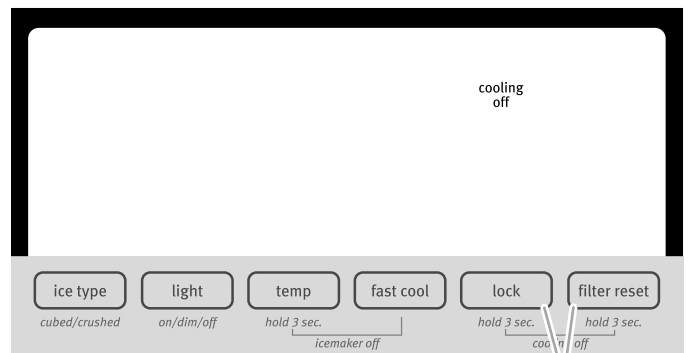 cooling
off
ice type light temp fast cool lock filter reset
cubed/crushed on/dim/off hold 3 sec. hold 3 sec. hold 3 sec.
icemaker off cooling off